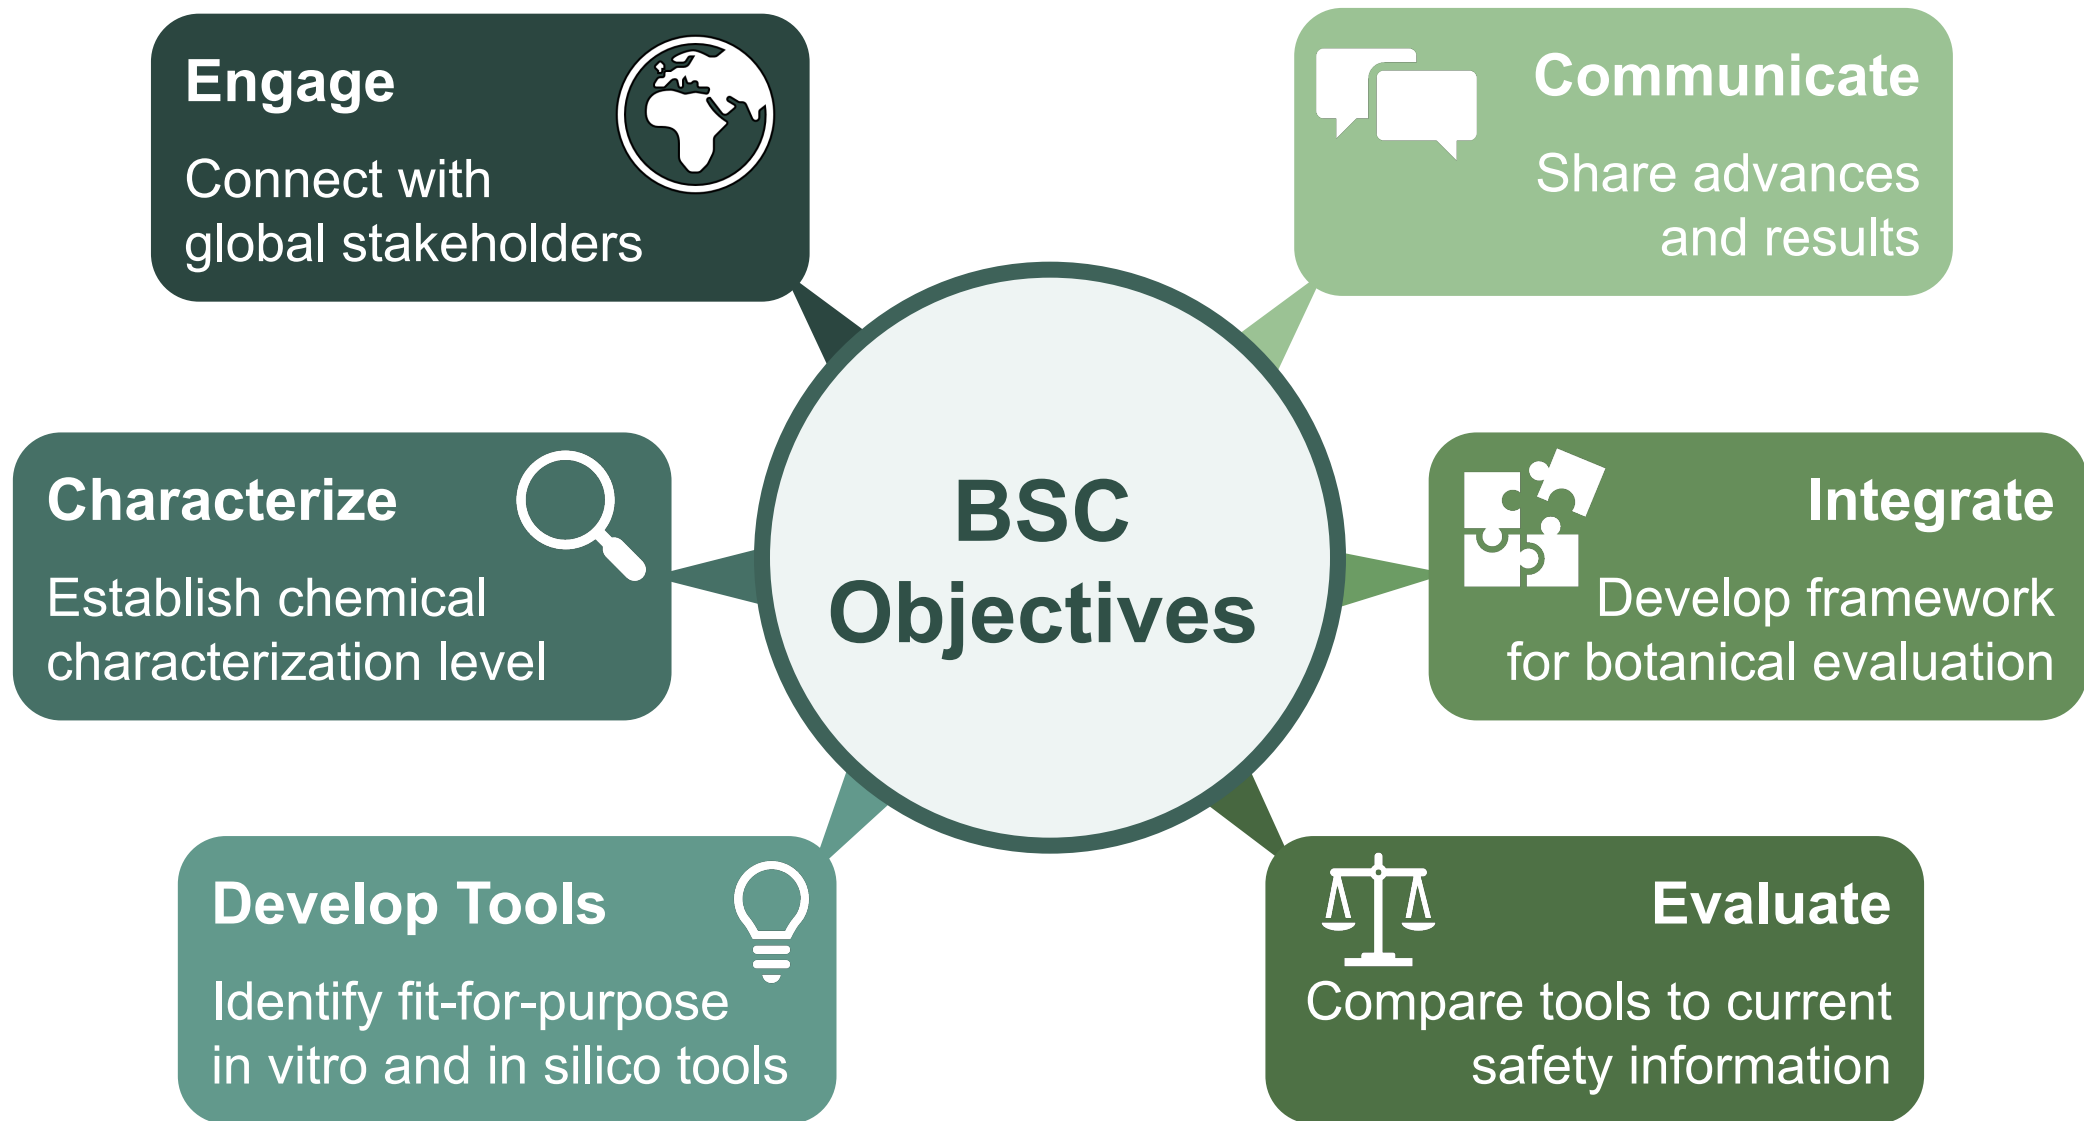 Engage
Connect with
global stakeholders
Communicate
Share advances
and results
Characterize
Establish chemical
characterization level
BSC
Objectives
Integrate
Develop framework
for botanical evaluation
Develop Tools
Identify fit-for-purpose
in vitro and in silico tools
Evaluate
Compare tools to current
safety information